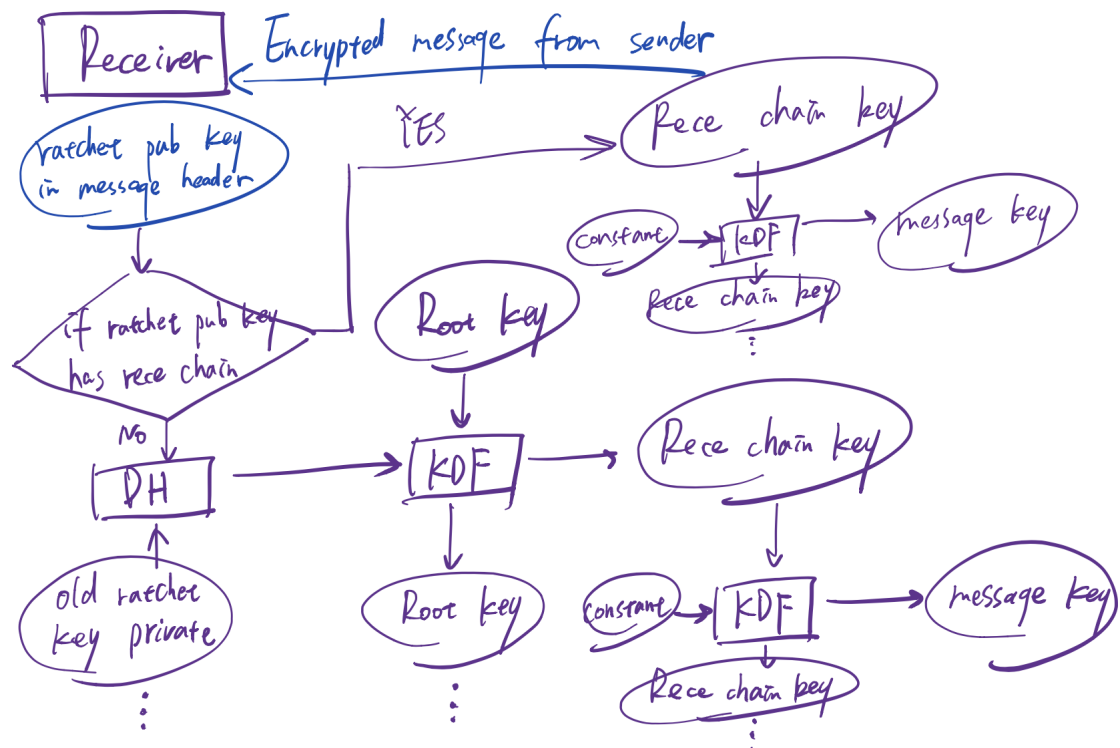 Receiver
Encrypted message from sender
ratchet pub key
in message header
YES
Rece chain key
constant
KDF
message key
Rece chain key
if ratchet pub key
has rece chain
Root key
No
DH
KDF
Rece chain key
old ratchet
key private
Root key
constant
KDF
message key
Rece chain key